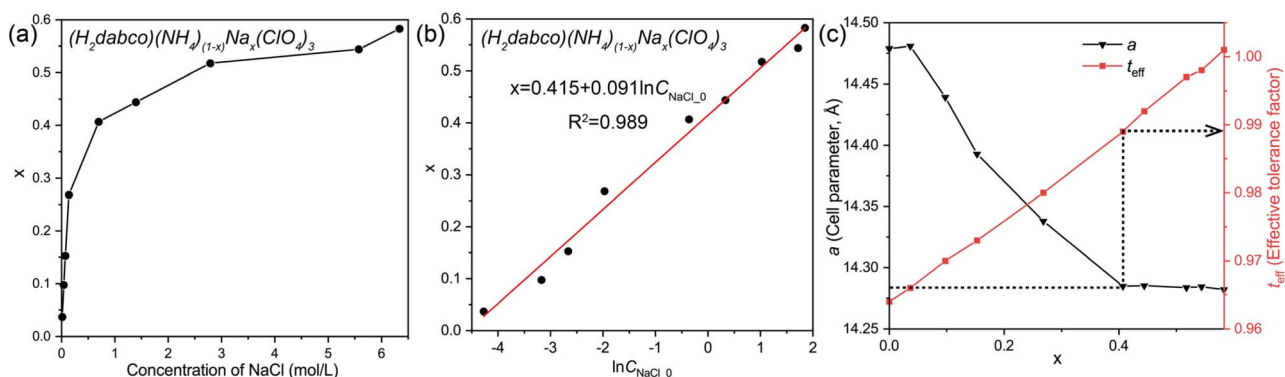 (a)
(H₂dabco)(NH₄)₍₁₋ₓ₎Naₓ(ClO₄)₃
0.6
0.5
0.4
0.3
0.2
0.1
0.0
x
0 1 2 3 4 5 6
Concentration of NaCl (mol/L)
(b)
(H₂dabco)(NH₄)₍₁₋ₓ₎Naₓ(ClO₄)₃
x=0.415+0.091lnC_NaCl_0
R²=0.989
0.6
0.5
0.4
0.3
0.2
0.1
0.0
x
-4 -3 -2 -1 0 1 2
lnC_NaCl_0
(c)
a
t_eff
14.50
14.45
14.40
14.35
14.30
14.25
a (Cell parameter, Å)
1.00
0.99
0.98
0.97
0.96
t_eff (Effective tolerance factor)
0.0 0.2 0.4
x